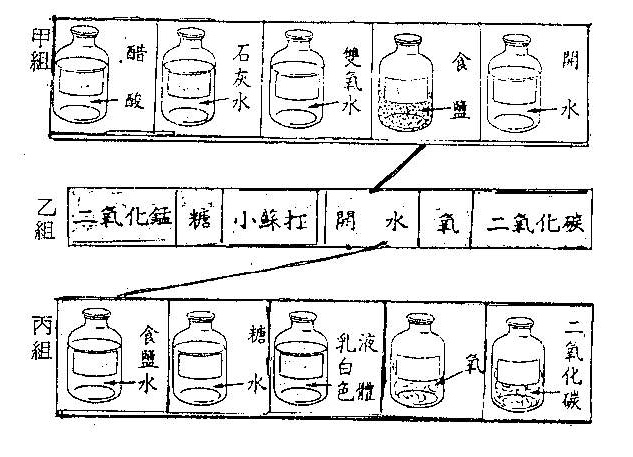 甲組
醋酸
石灰水
雙氧水
食鹽
開水
乙組
二氧化錳
糖
小蘇打
開水
氧
二氧化碳
丙組
食鹽水
糖水
乳白色液體
氧
二氧化碳